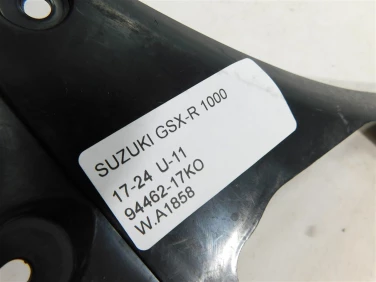 SUZUKI GSX-R 1000
17-24 U-11
94462-17KO
W.A1858